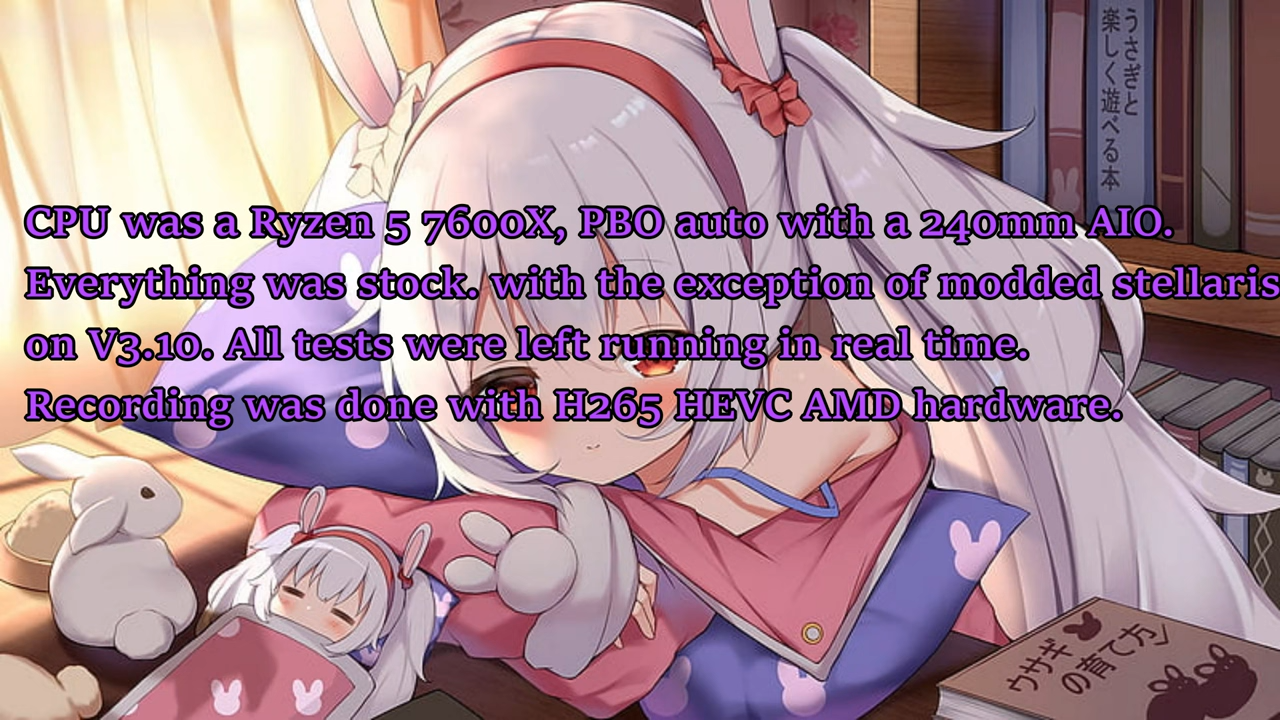 CPU was a Ryzen 5 7600X, PBO auto with a 240mm AIO.
Everything was stock. with the exception of modded stellaris
on V3.10. All tests were left running in real time.
Recording was done with H265 HEVC AMD hardware.
うさぎと
楽しく遊べる本
ウサギ
の育て方